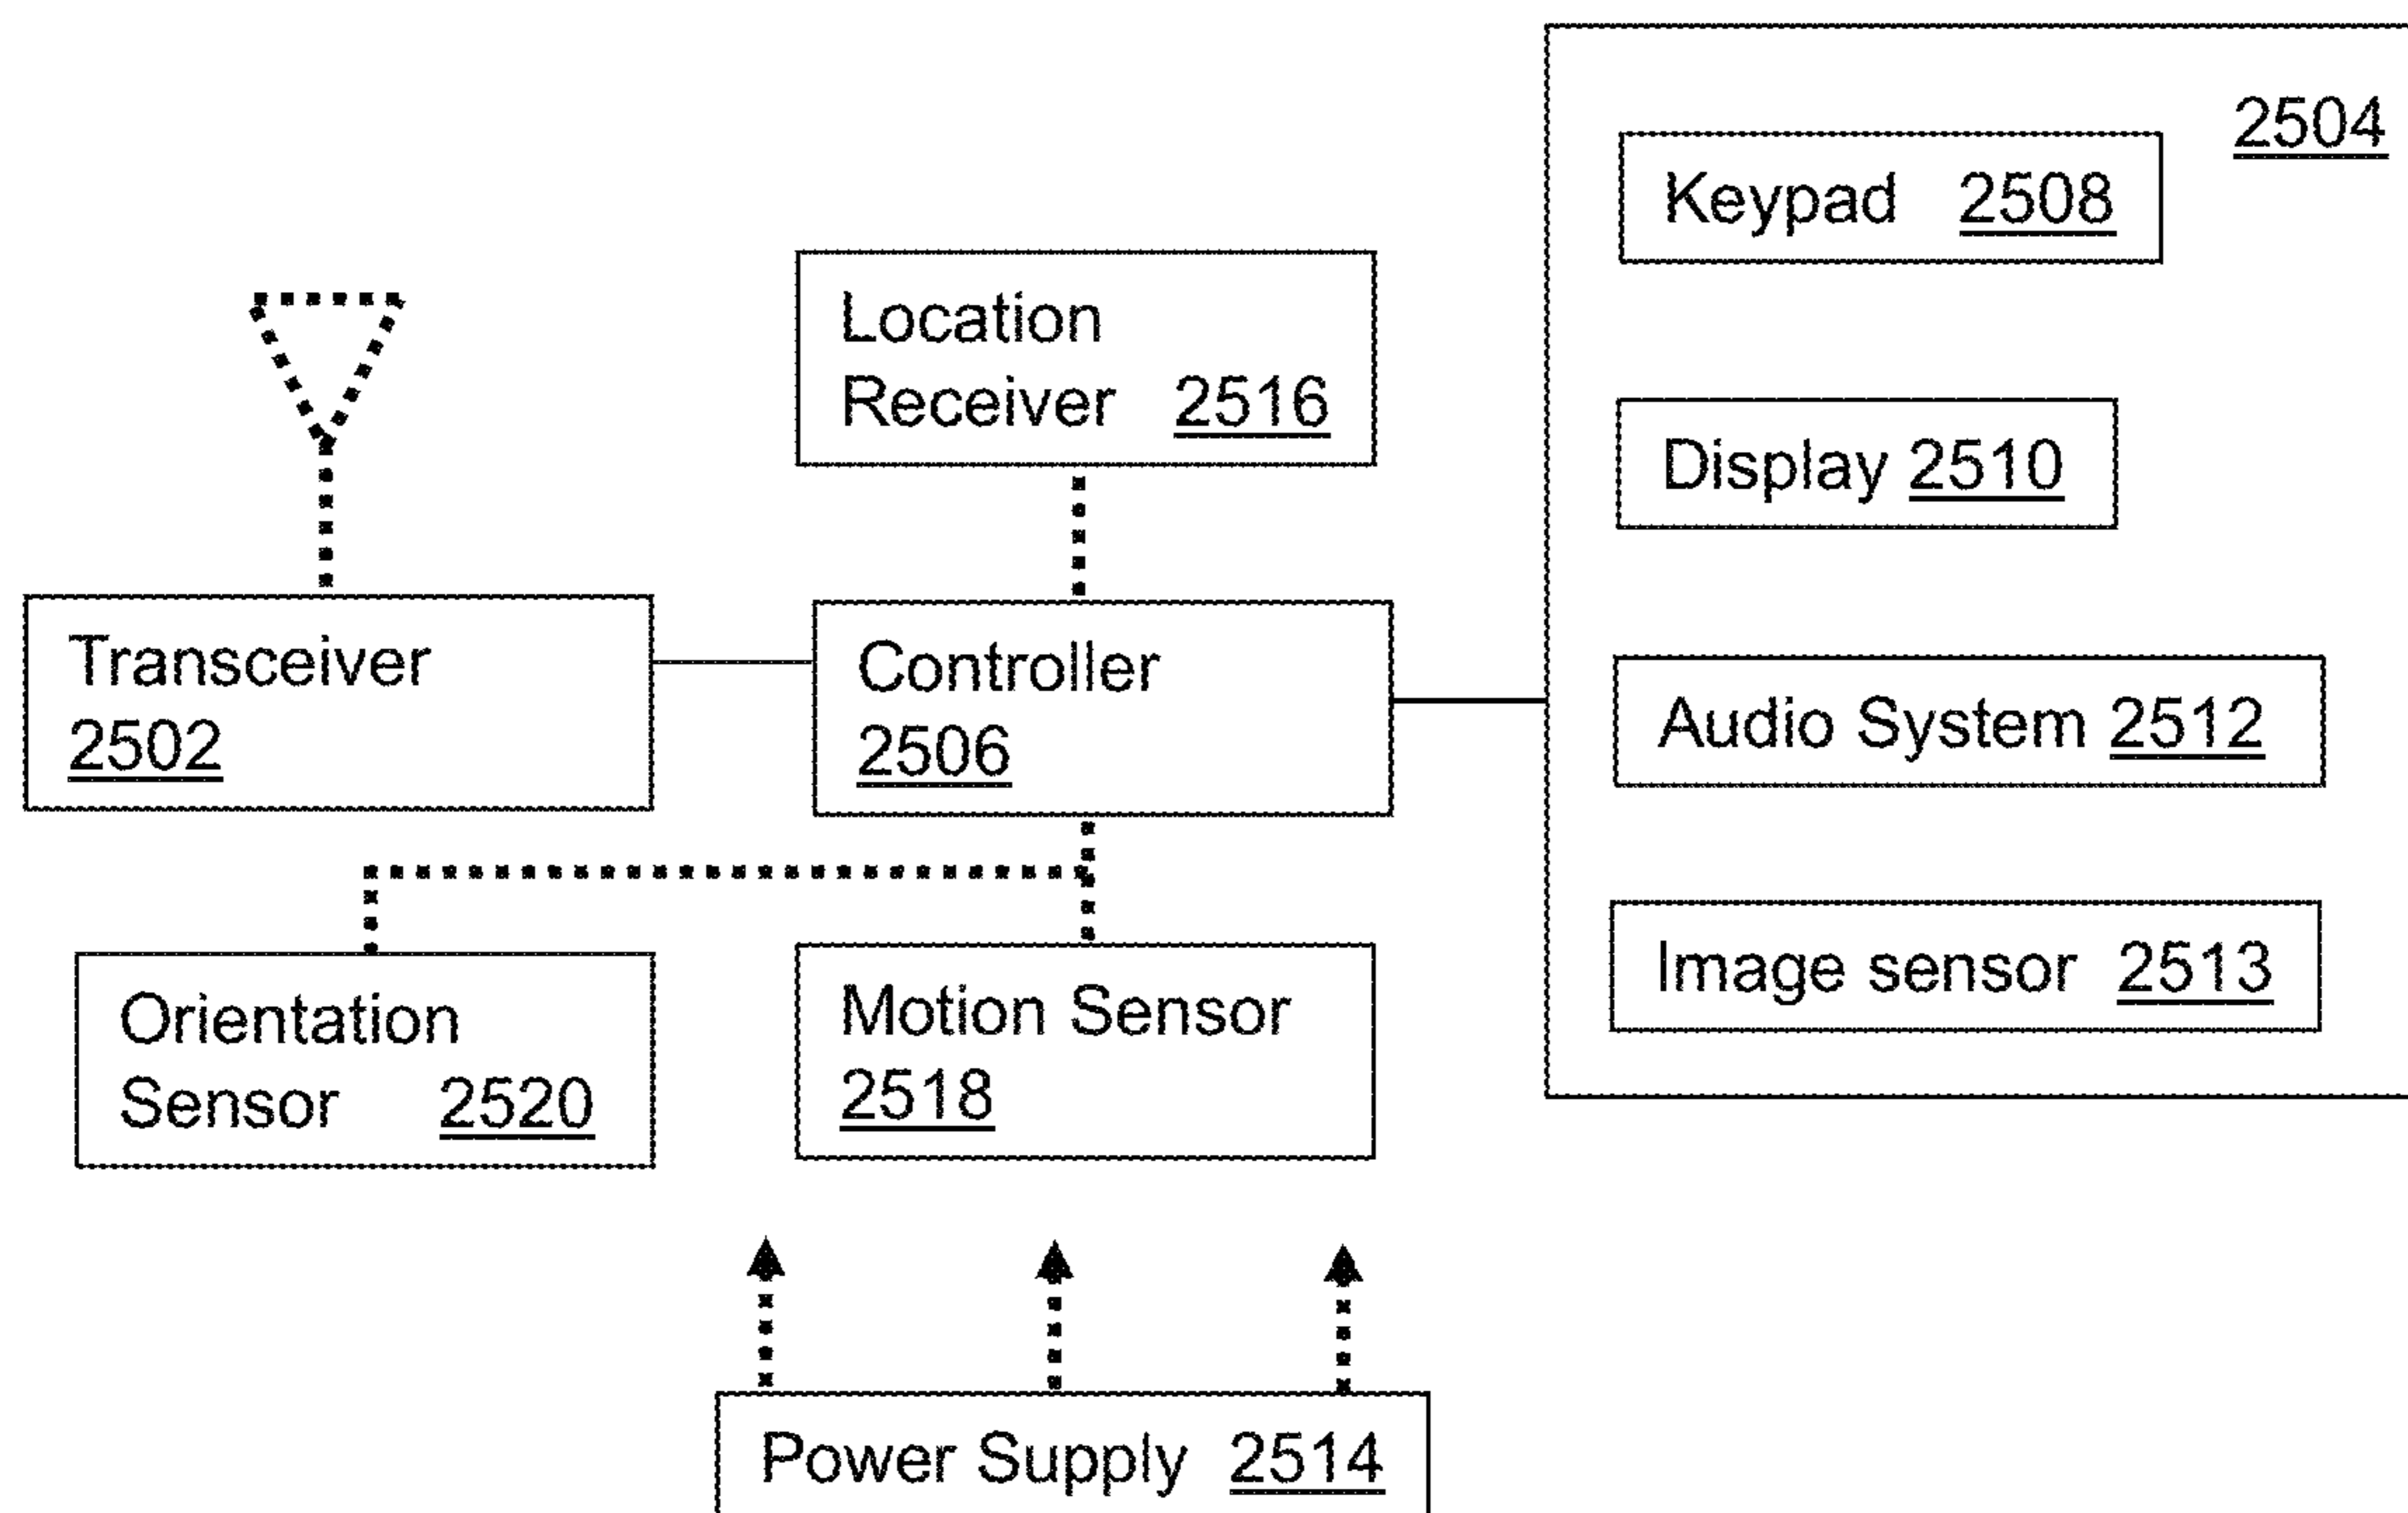 2504
Keypad 2508
Location
Receiver 2516
Display 2510
Transceiver
2502
Controller
2506
Audio System 2512
Image sensor 2513
Orientation
Sensor 2520
Motion Sensor
2518
Power Supply 2514